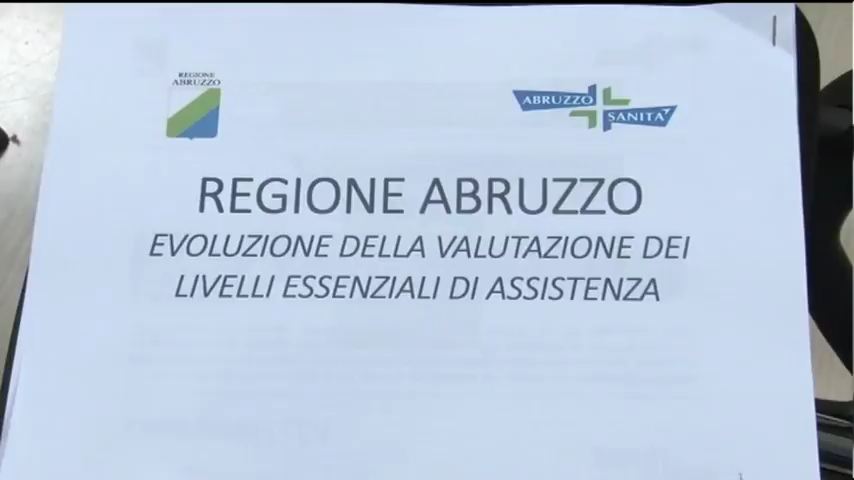 REGIONE
ABRUZZO
ABRUZZO
SANITÀ
REGIONE ABRUZZO
EVOLUZIONE DELLA VALUTAZIONE DEI
LIVELLI ESSENZIALI DI ASSISTENZA